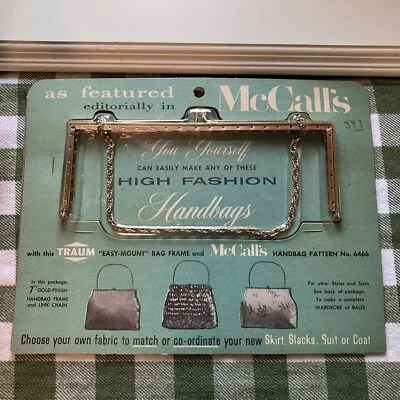 as featured
editorially in
McCall's
341
You Yourself
CAN EASILY MAKE ANY OF THESE
HIGH FASHION
Handbags
with this TRAUM "EASY-MOUNT" BAG FRAME and McCall's HANDBAG PATTERN No. 6466
In this package:
7" GOLD-FINISH
HANDBAG FRAME
and LINK CHAIN
For other Styles and Sizes
See back of package.
To make a complete
WARDROBE of BAGS
Choose your own fabric to match or co-ordinate your new Skirt, Slacks, Suit or Coat